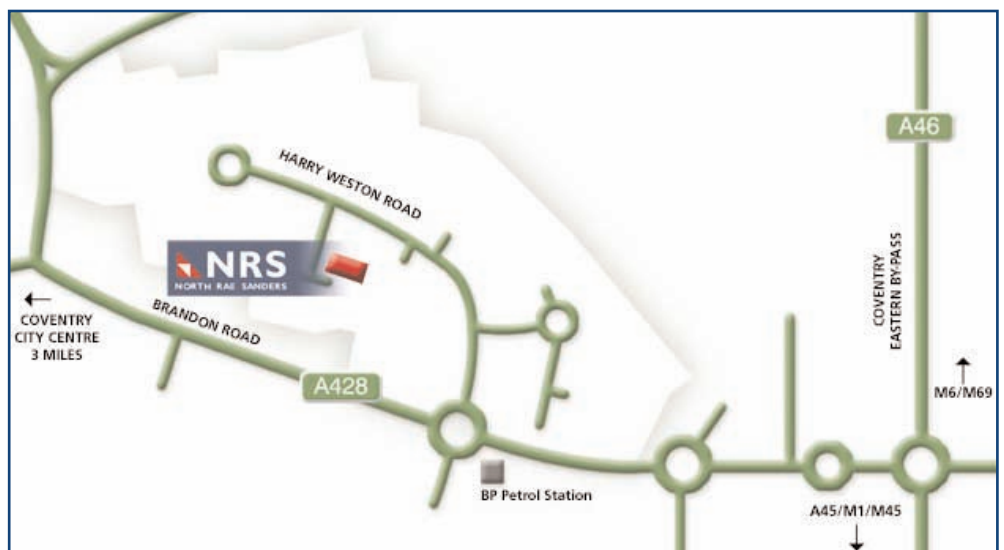 A46
HARRY WESTON ROAD
NRS
NORTH RAE SANDERS
COVENTRY
EASTERN BY-PASS
BRANDON ROAD
COVENTRY
CITY CENTRE
3 MILES
A428
M6/M69
BP Petrol Station
A45/M1/M45